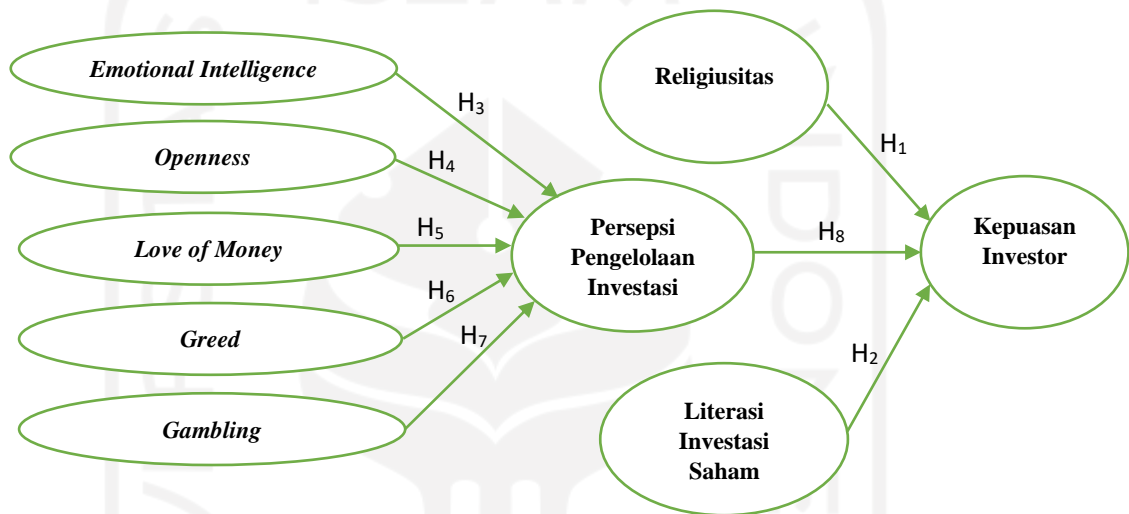 Emotional Intelligence
Openness
Love of Money
Greed
Gambling
H3
H4
H5
H6
H7
Persepsi
Pengelolaan
Investasi
Religiusitas
H1
H8
H2
Literasi
Investasi
Saham
Kepuasan
Investor